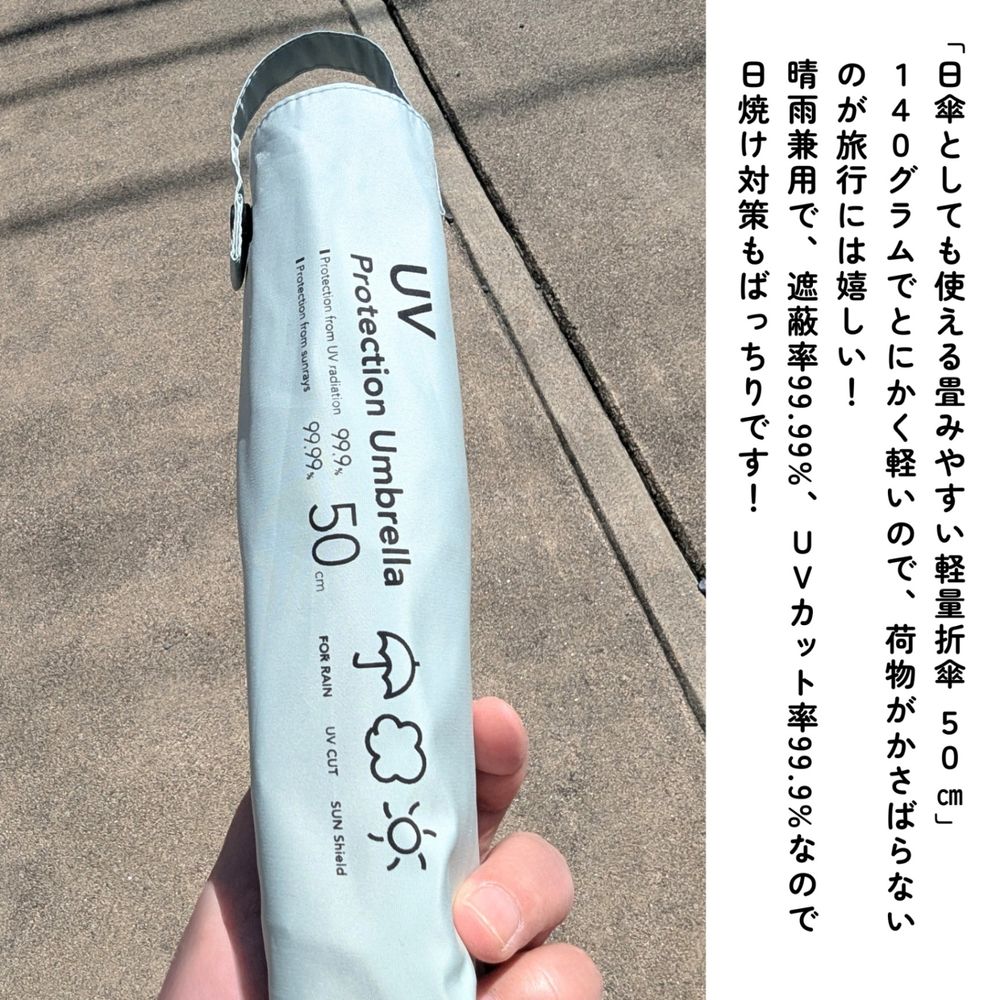 「日傘としても使える畳みやすい軽量折傘 50㎝」
140グラムでとにかく軽いので、荷物がかさばらない
のが旅行には嬉しい！
晴雨兼用で、遮蔽率99.99%、UVカット率99.9%なので
日焼け対策もばっちりです！
UV
Protection Umbrella
Protection from UV radiation 99.9%
Protection from sunrays 99.99%
50cm
FOR RAIN UV CUT SUN Shield